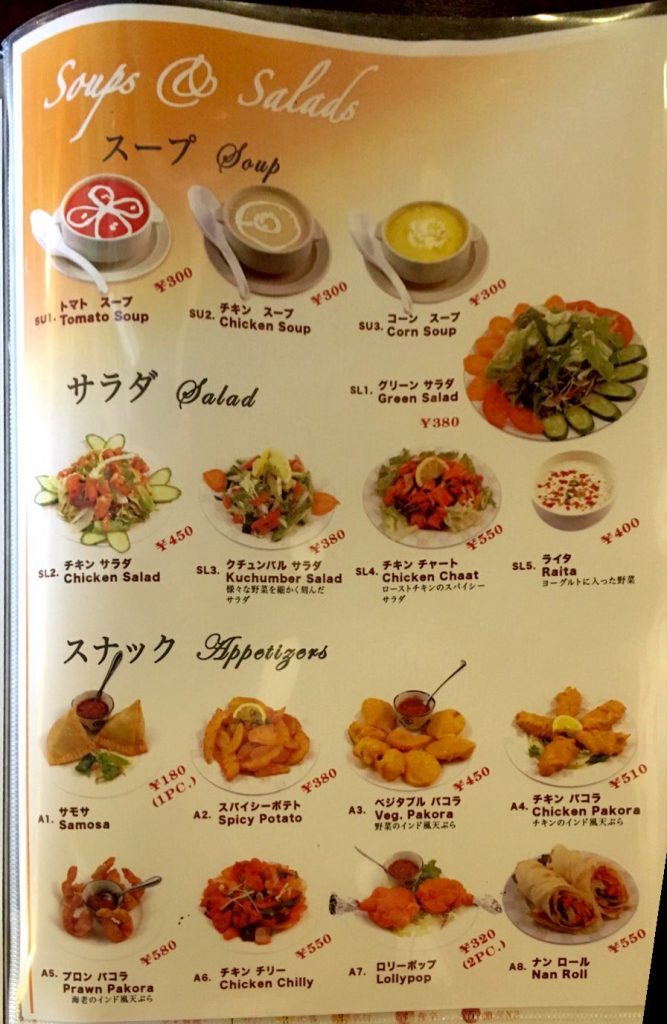 Soups & Salads
スープ Soup
¥300
¥300
¥300
SU1. トマト スープ
Tomato Soup
SU2. チキン スープ
Chicken Soup
SU3. コーン スープ
Corn Soup
サラダ Salad
SL1. グリーン サラダ
Green Salad
¥380
¥450
¥380
¥550
¥400
SL2. チキン サラダ
Chicken Salad
SL3. クチュンバル サラダ
Kuchumber Salad
様々な野菜を細かく刻んだ
サラダ
SL4. チキン チャート
Chicken Chaat
ローストチキンのスパイシー
サラダ
SL5. ライタ
Raita
ヨーグルトに入った野菜
スナック Appetizers
¥180
(1PC.)
¥380
¥450
¥510
A1. サモサ
Samosa
A2. スパイシーポテト
Spicy Potato
A3. ベジタブル パコラ
Veg. Pakora
野菜のインド風天ぷら
A4. チキン パコラ
Chicken Pakora
チキンのインド風天ぷら
¥580
¥550
¥320
(2PC.)
¥550
A5. プロン パコラ
Prawn Pakora
海老のインド風天ぷら
A6. チキン チリー
Chicken Chilly
A7. ロリーポップ
Lollypop
A8. ナン ロール
Nan Roll